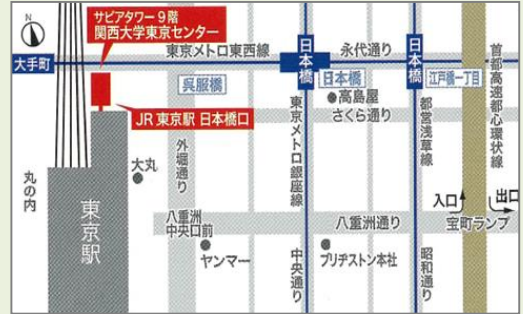 N
サピアタワー9階
関西大学東京センター
東京メトロ東西線
日本橋
永代通り
日本橋
首都高速都心環状線
大手町
呉服橋
日本橋
江戸橋一丁目
高島屋
JR 東京駅 日本橋口
さくら通り
東京メトロ銀座線
都営浅草線
外堀通り
大丸
丸の内
東京駅
入口
出口
八重洲
中央口前
八重洲通り
宝町ランプ
ヤンマー
ブリヂストン本社
中央通り
昭和通り